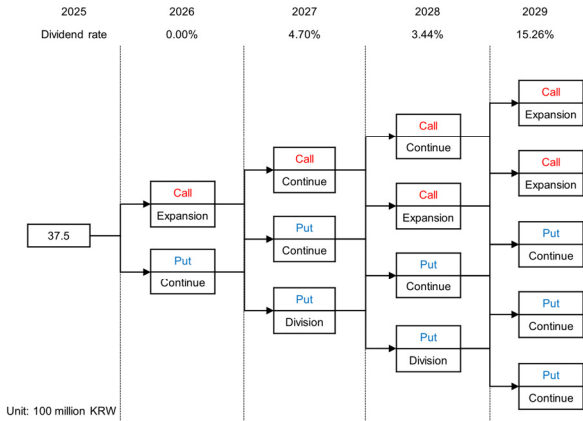 2025 2026 2027 2028 2029
Dividend rate 0.00% 4.70% 3.44% 15.26%
Call
Expansion
Call
Continue
Call
Expansion
Call
Continue
Call
Expansion
Call
Expansion
37.5
Put
Continue
Put
Continue
Put
Continue
Put
Continue
Put
Division
Put
Continue
Put
Division
Put
Continue
Unit: 100 million KRW